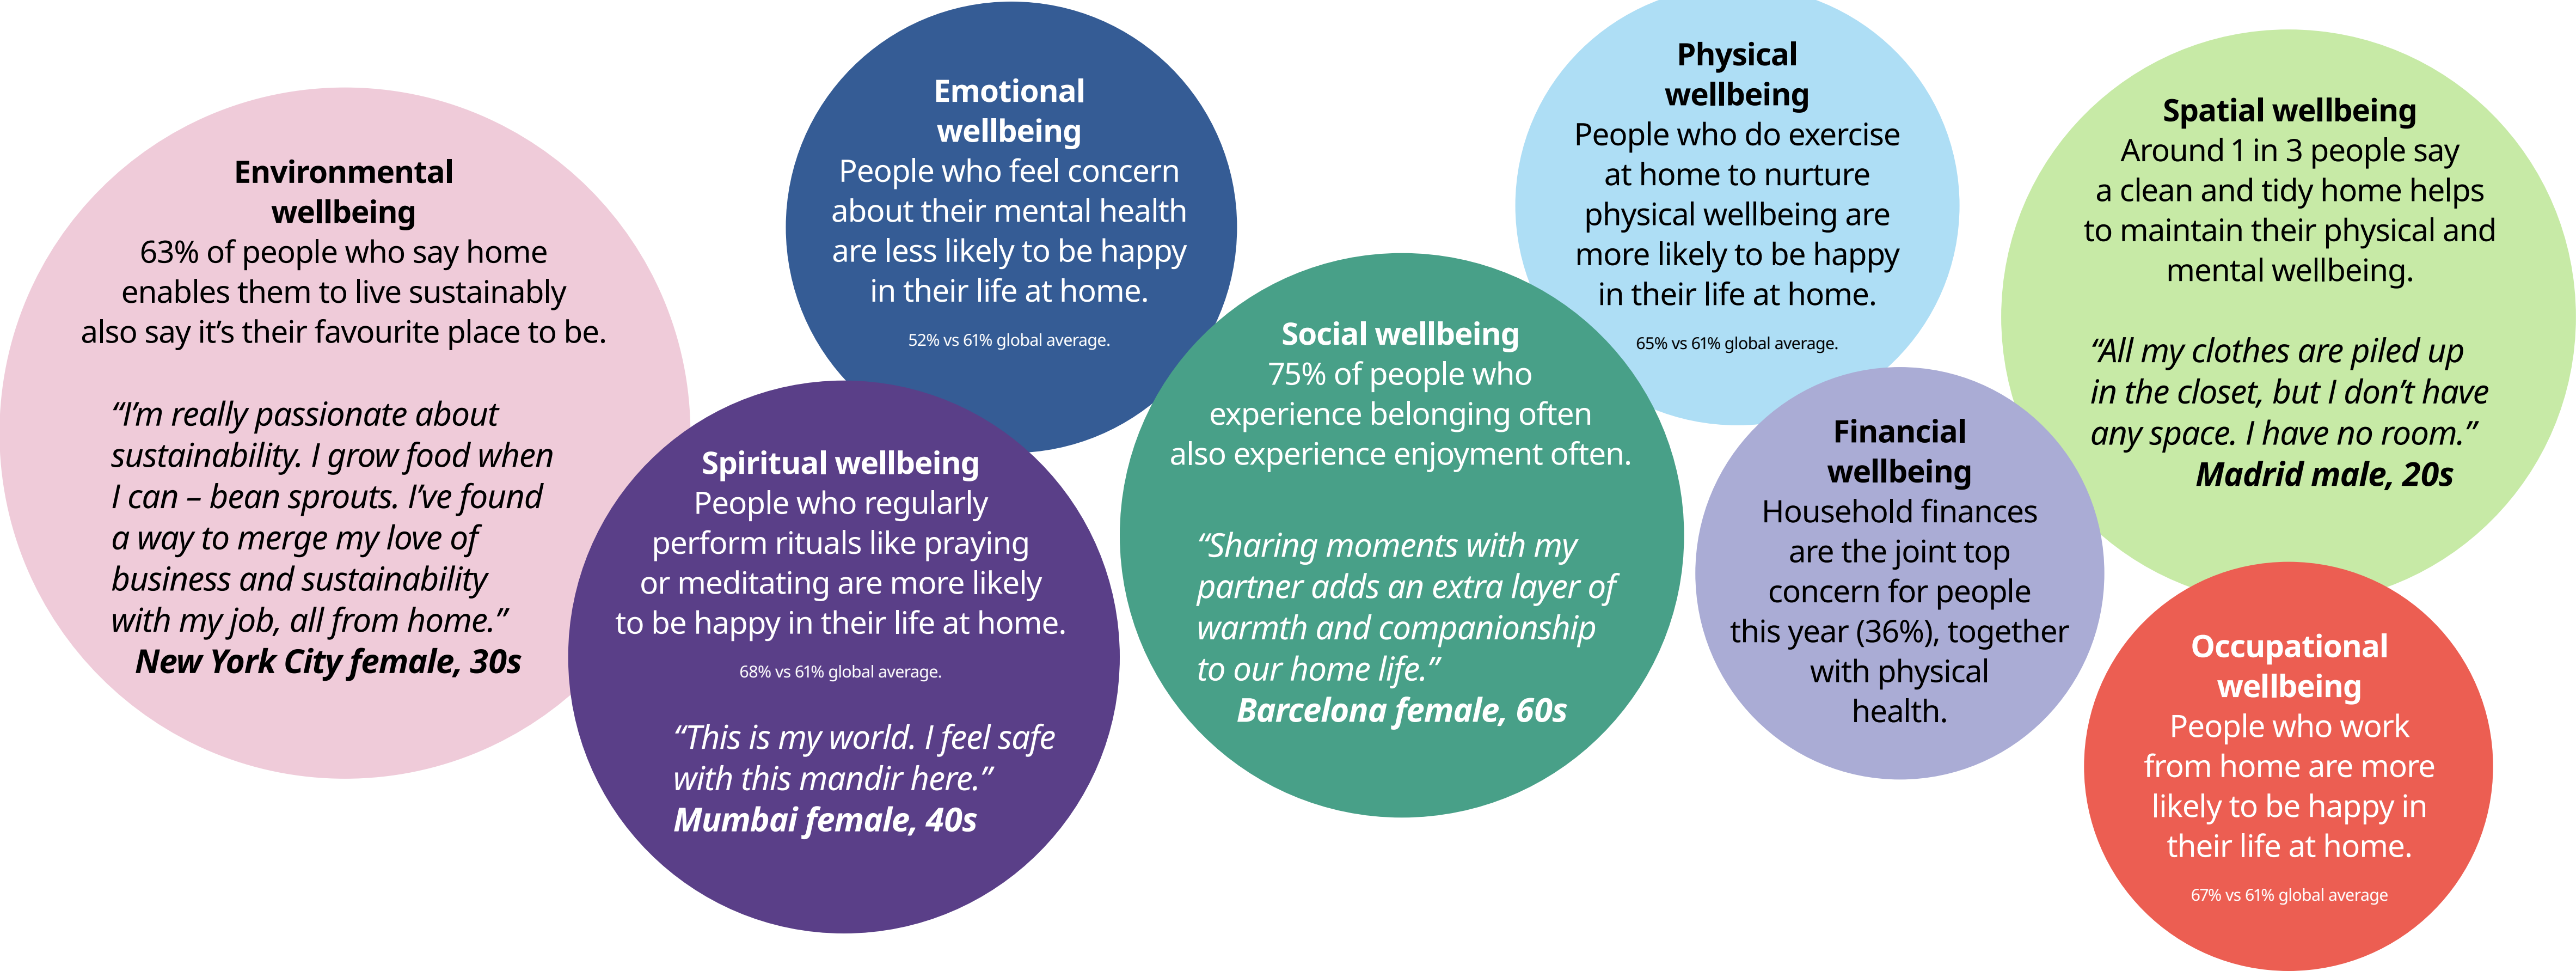 Environmental
wellbeing
63% of people who say home
enables them to live sustainably
also say it’s their favourite place to be.
“I’m really passionate about
sustainability. I grow food when
I can – bean sprouts. I’ve found
a way to merge my love of
business and sustainability
with my job, all from home.”
New York City female, 30s
Emotional
wellbeing
People who feel concern
about their mental health
are less likely to be happy
in their life at home.
52% vs 61% global average.
Spiritual wellbeing
People who regularly
perform rituals like praying
or meditating are more likely
to be happy in their life at home.
68% vs 61% global average.
“This is my world. I feel safe
with this mandir here.”
Mumbai female, 40s
Social wellbeing
75% of people who
experience belonging often
also experience enjoyment often.
“Sharing moments with my
partner adds an extra layer of
warmth and companionship
to our home life.”
Barcelona female, 60s
Physical
wellbeing
People who do exercise
at home to nurture
physical wellbeing are
more likely to be happy
in their life at home.
65% vs 61% global average.
Financial
wellbeing
Household finances
are the joint top
concern for people
this year (36%), together
with physical
health.
Spatial wellbeing
Around 1 in 3 people say
a clean and tidy home helps
to maintain their physical and
mental wellbeing.
“All my clothes are piled up
in the closet, but I don’t have
any space. I have no room.”
Madrid male, 20s
Occupational
wellbeing
People who work
from home are more
likely to be happy in
their life at home.
67% vs 61% global average